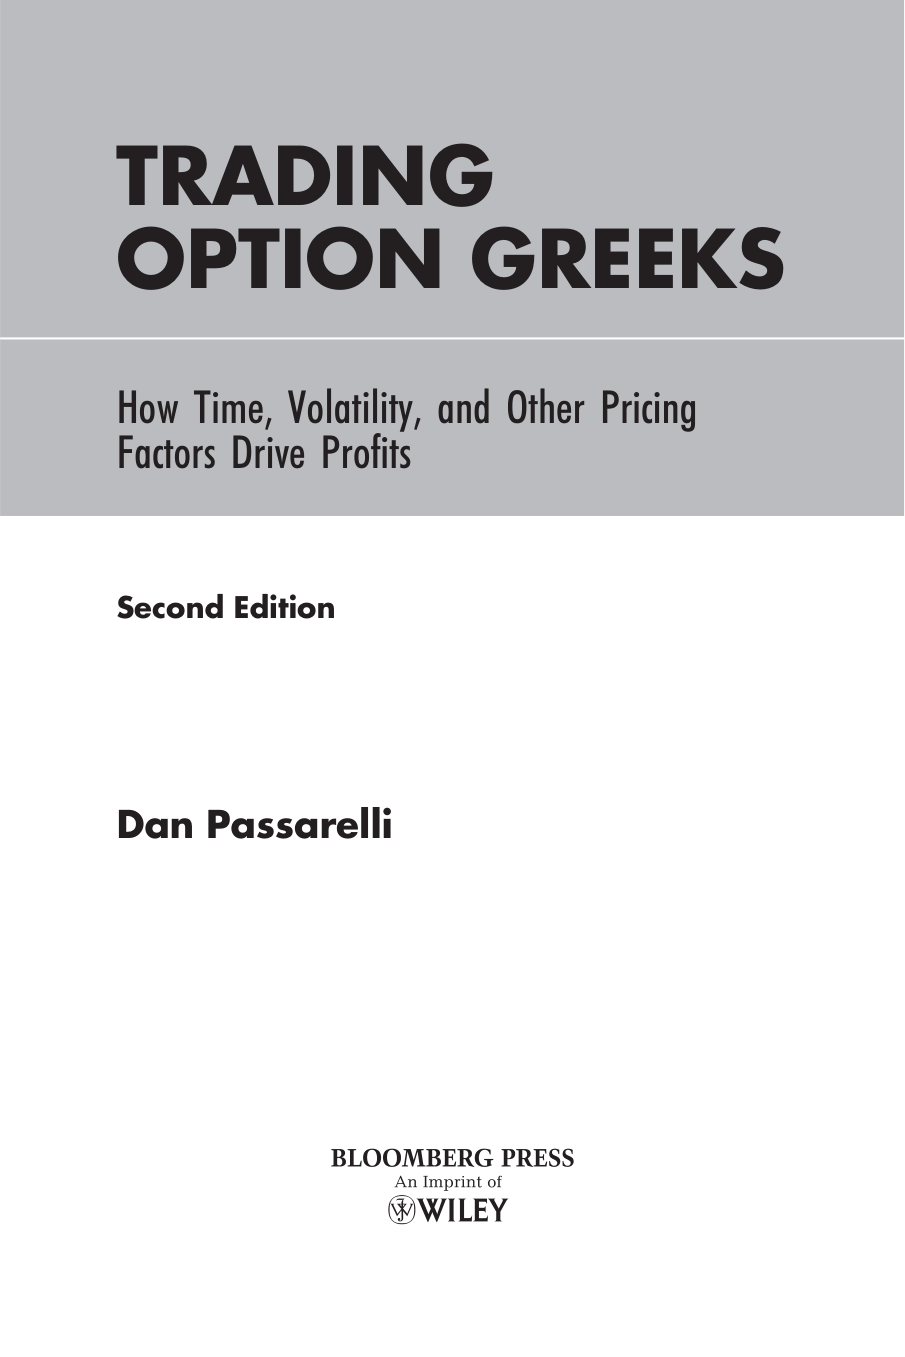 TRADING
OPTION GREEKS
How Time, Volatility, and Other Pricing
Factors Drive Profits
Second Edition
Dan Passarelli
BLOOMBERG PRESS
An Imprint of
WILEY